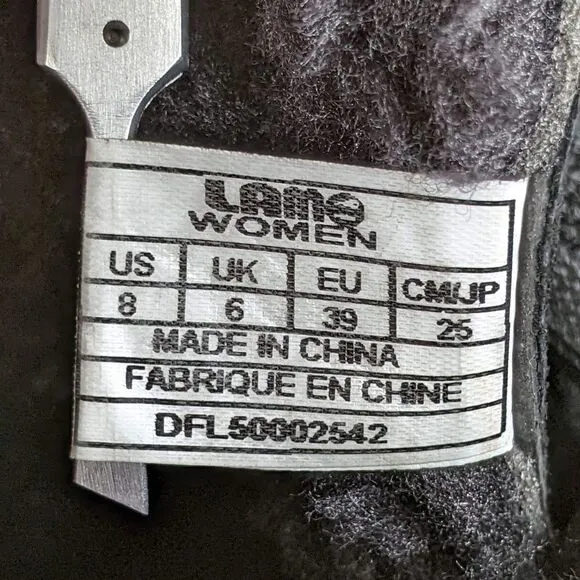 LAMO
WOMEN
US UK EU CM/JP
8 6 39 25
MADE IN CHINA
FABRIQUE EN CHINE
DFL50002542